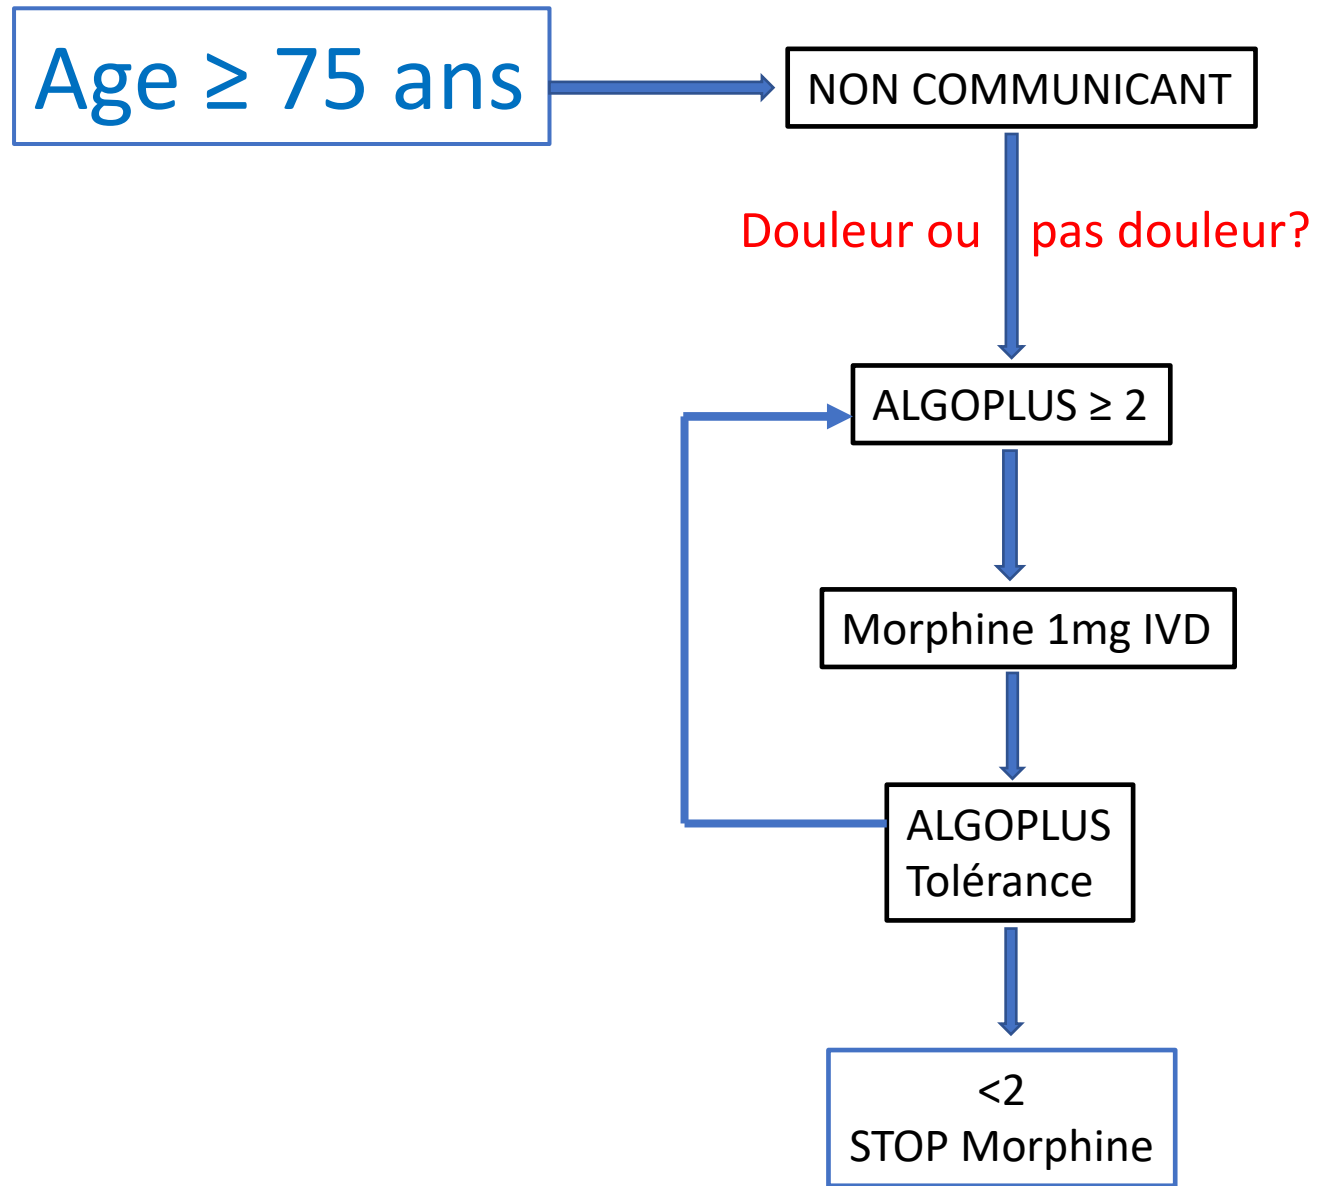 Age ≥ 75 ans
NON COMMUNICANT
Douleur ou pas douleur?
ALGOPLUS ≥ 2
Morphine 1mg IVD
ALGOPLUS
Tolérance
<2
STOP Morphine